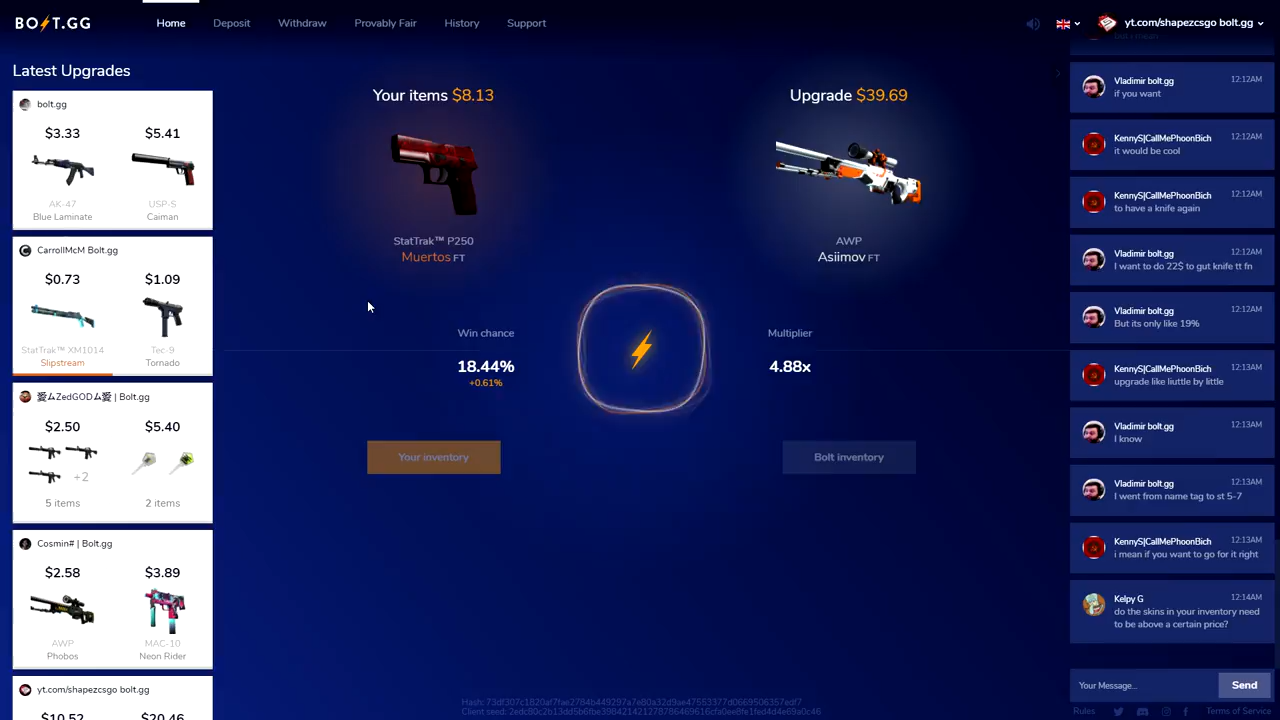 BOLT.GG
Home
Deposit
Withdraw
Provably Fair
History
Support
yt.com/shapezcsgo bolt.gg
Latest Upgrades
bolt.gg
$3.33
$5.41
AK-47
Blue Laminate
USP-S
Caiman
CarrollMcM Bolt.gg
$0.73
$1.09
StatTrak™ XM1014
Slipstream
Tec-9
Tornado
愛ムZedGODム愛 | Bolt.gg
$2.50
$5.40
+2
5 items
2 items
Cosmin# | Bolt.gg
$2.58
$3.89
AWP
Phobos
MAC-10
Neon Rider
yt.com/shapezcsgo bolt.gg
$10.52
$20.46
Your items $8.13
StatTrak™ P250
Muertos FT
Upgrade $39.69
AWP
Asiimov FT
Win chance
18.44%
+0.61%
Multiplier
4.88x
Your inventory
Bolt inventory
Hash:
Client seed:
but i mean
Vladimir bolt.gg
12:12AM
if you want
KennyS|CallMePhoonBich
12:12AM
it would be cool
KennyS|CallMePhoonBich
12:12AM
to have a knife again
Vladimir bolt.gg
12:12AM
I want to do 22$ to gut knife tt fn
Vladimir bolt.gg
12:12AM
But its only like 19%
KennyS|CallMePhoonBich
12:12AM
upgrade like liuttle by little
Vladimir bolt.gg
12:13AM
I know
Vladimir bolt.gg
12:13AM
I went from name tag to st 5-7
KennyS|CallMePhoonBich
12:13AM
i mean if you want to go for it right
Kelpy G
12:14AM
do the skins in your inventory need
to be above a certain price?
Your Message...
Send
Rules
Terms of Service